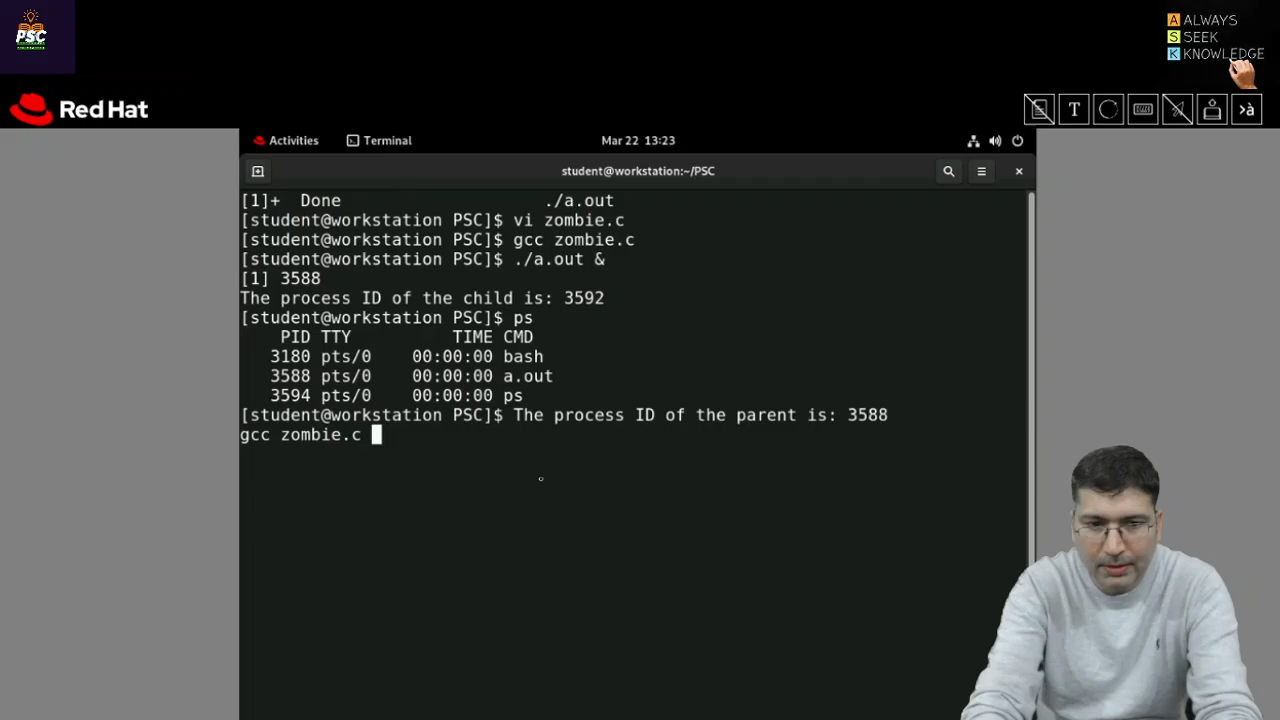 PSC
A ALWAYS
S SEEK
K KNOWLEDGE
Red Hat
T
>à
Activities
Terminal
Mar 22 13:23
student@workstation:~/PSC
[1]+  Done                    ./a.out
[student@workstation PSC]$ vi zombie.c
[student@workstation PSC]$ gcc zombie.c
[student@workstation PSC]$ ./a.out &
[1] 3588
The process ID of the child is: 3592
[student@workstation PSC]$ ps
    PID TTY          TIME CMD
   3180 pts/0    00:00:00 bash
   3588 pts/0    00:00:00 a.out
   3594 pts/0    00:00:00 ps
[student@workstation PSC]$ The process ID of the parent is: 3588
gcc zombie.c